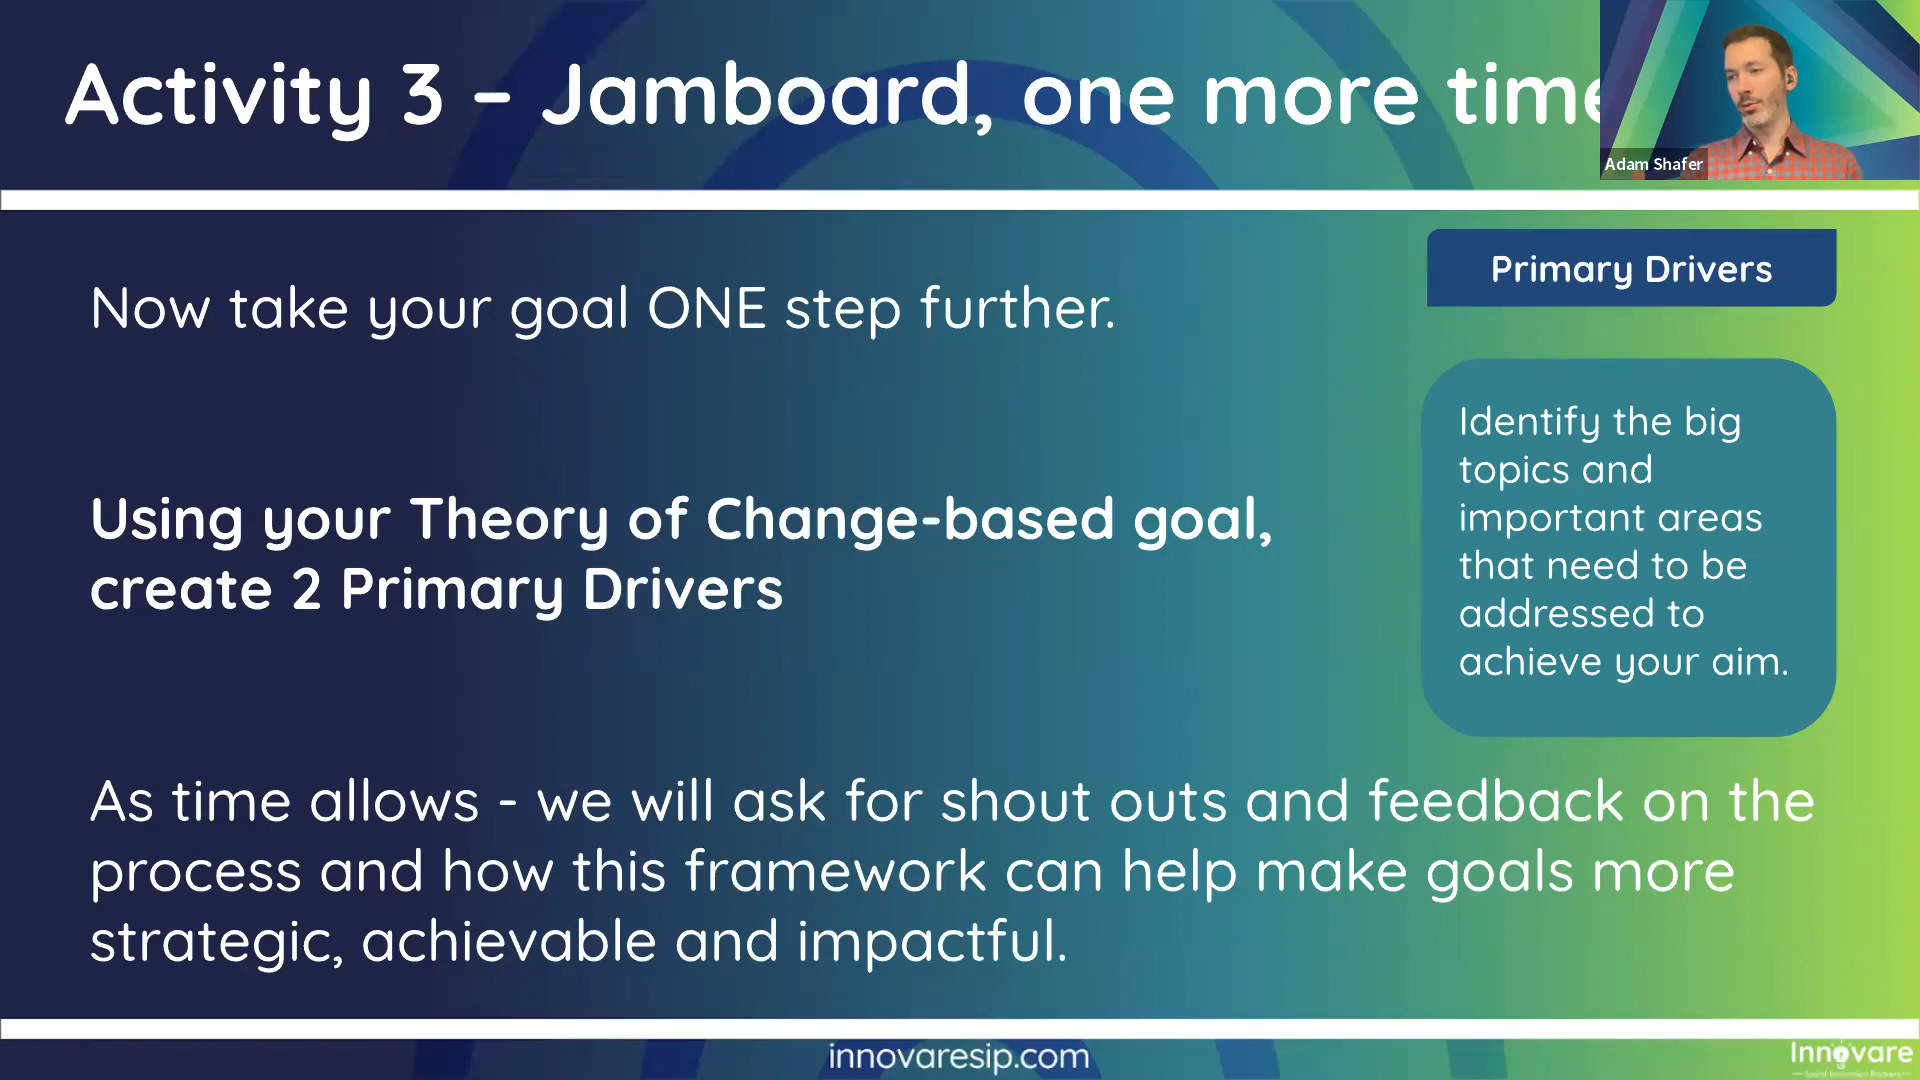 Activity 3 – Jamboard, one more time
Adam Shafer
Primary Drivers
Now take your goal ONE step further.
Identify the big
topics and
important areas
that need to be
addressed to
achieve your aim.
Using your Theory of Change-based goal,
create 2 Primary Drivers
As time allows - we will ask for shout outs and feedback on the
process and how this framework can help make goals more
strategic, achievable and impactful.
innovaresip.com
Innovare
Social Innovation Partners